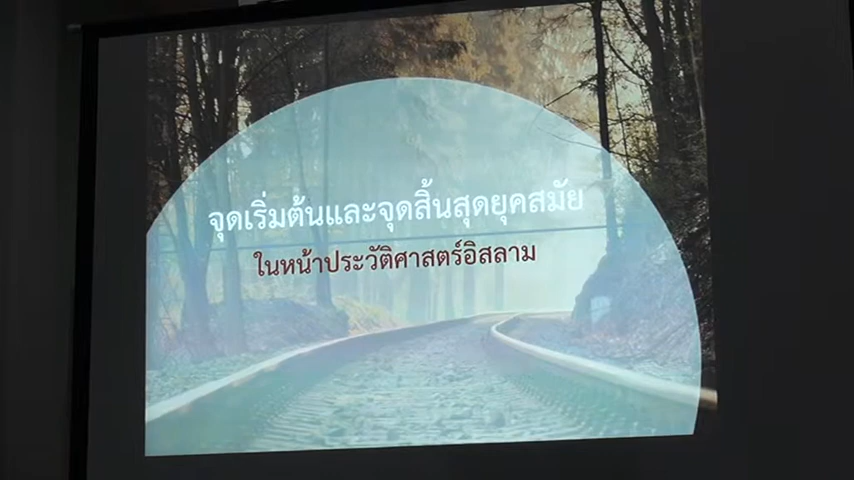 จุดเริ่มต้นและจุดสิ้นสุดยุคสมัย
ในหน้าประวัติศาสตร์อิสลาม